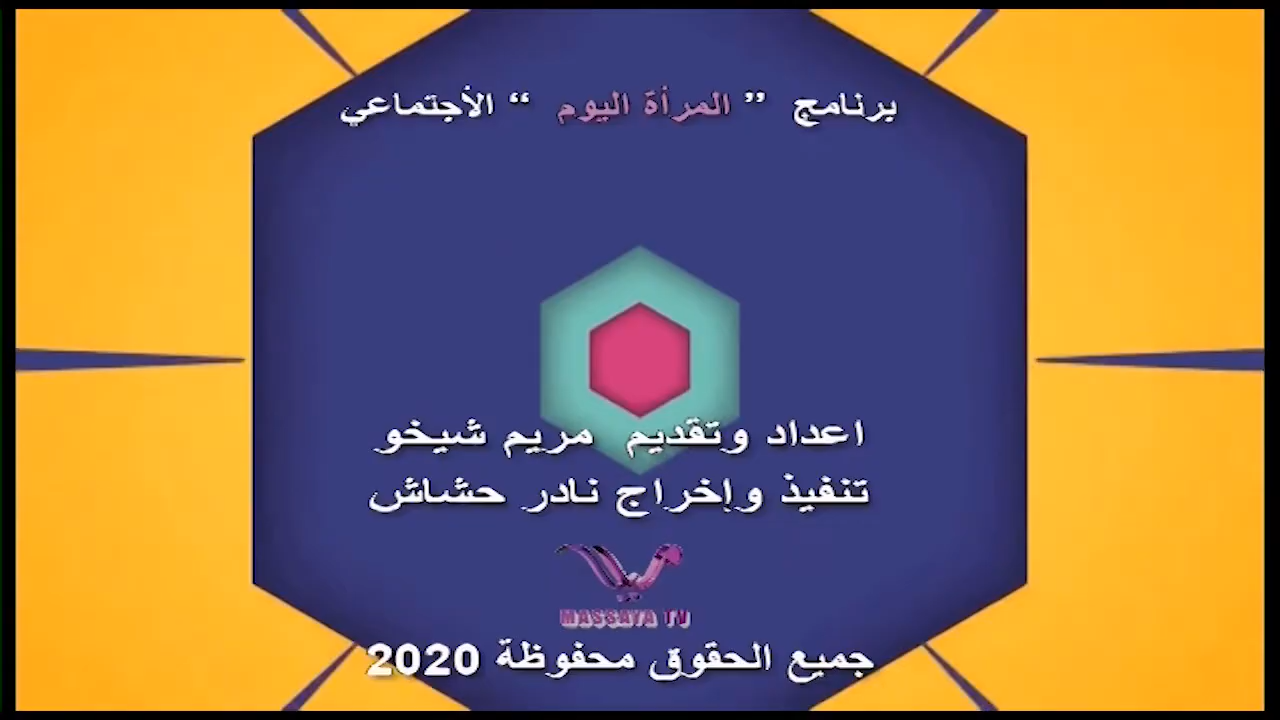 برنامج " المرأة اليوم " الأجتماعي
اعداد وتقديم مريم شيخو
تنفيذ وإخراج نادر حشاش
MASSAYA TV
جميع الحقوق محفوظة 2020